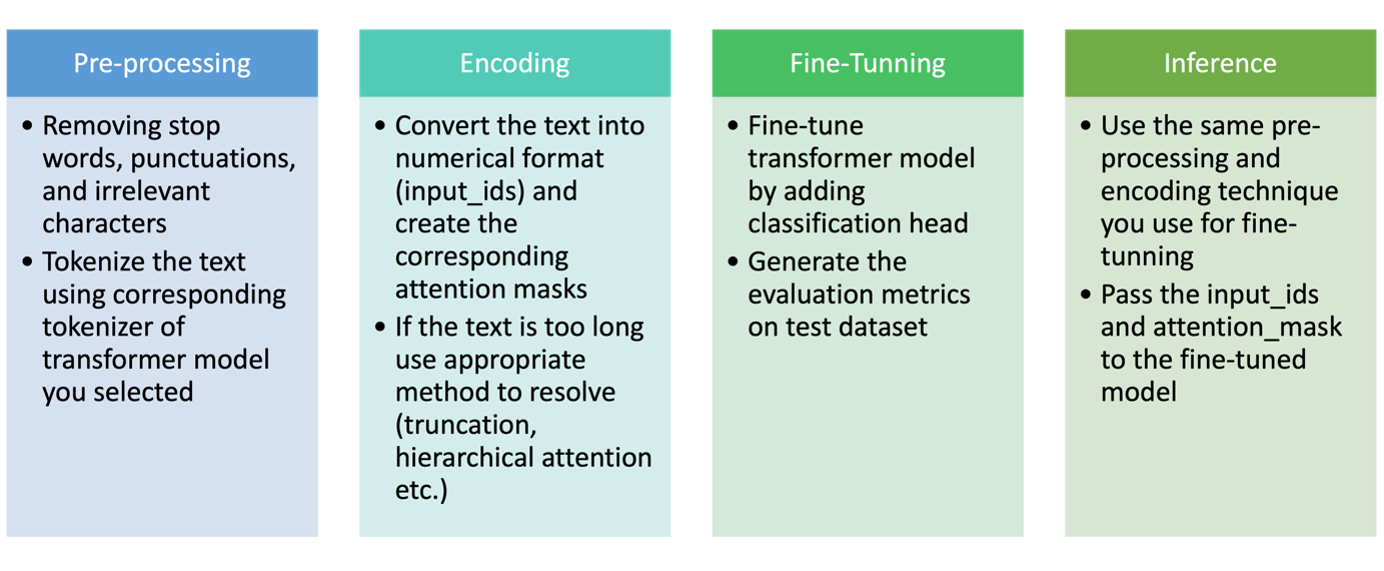 Pre-processing
• Removing stop
words, punctuations,
and irrelevant
characters
• Tokenize the text
using corresponding
tokenizer of
transformer model
you selected
Encoding
• Convert the text into
numerical format
(input_ids) and
create the
corresponding
attention masks
• If the text is too long
use appropriate
method to resolve
(truncation,
hierarchical attention
etc.)
Fine-Tunning
• Fine-tune
transformer model
by adding
classification head
• Generate the
evaluation metrics
on test dataset
Inference
• Use the same pre-
processing and
encoding technique
you use for fine-
tunning
• Pass the input_ids
and attention_mask
to the fine-tuned
model